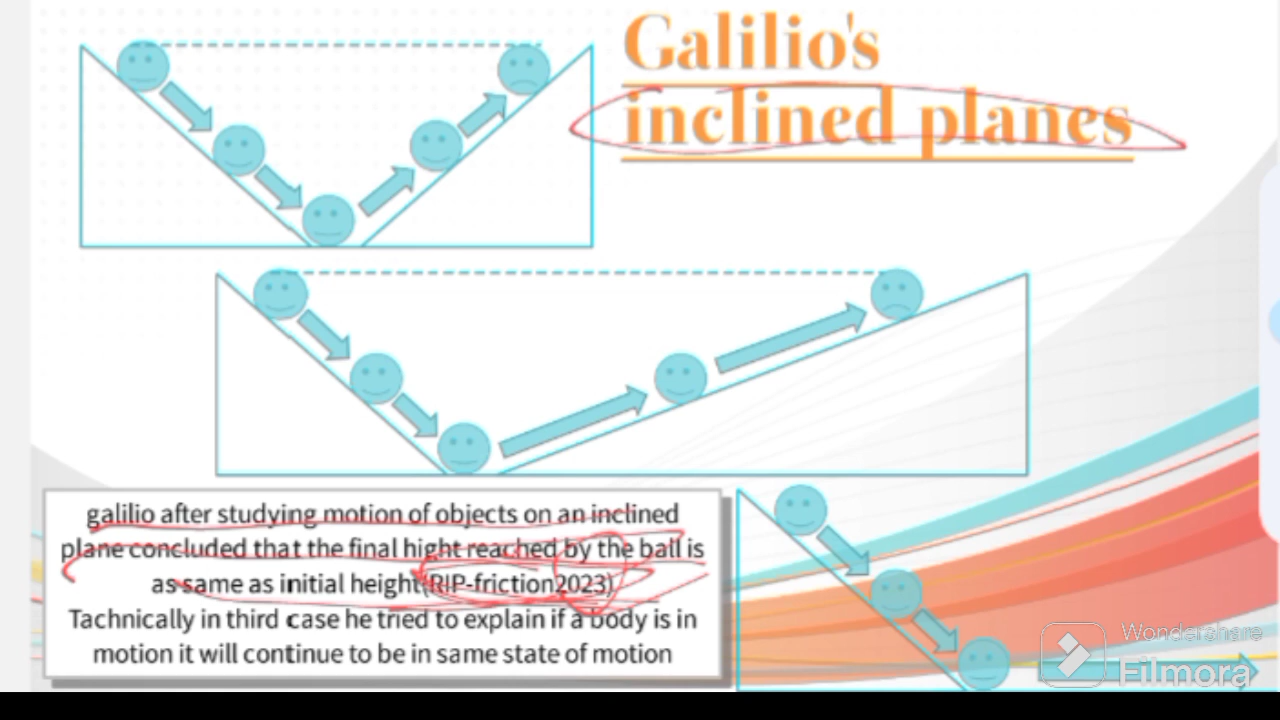 Galilio's
inclined planes
galilio after studying motion of objects on an inclined
plane concluded that the final hight reached by the ball is
as same as initial height(RIP-friction2023)
Tachnically in third case he tried to explain if a body is in
motion it will continue to be in same state of motion
Wondershare
Filmora